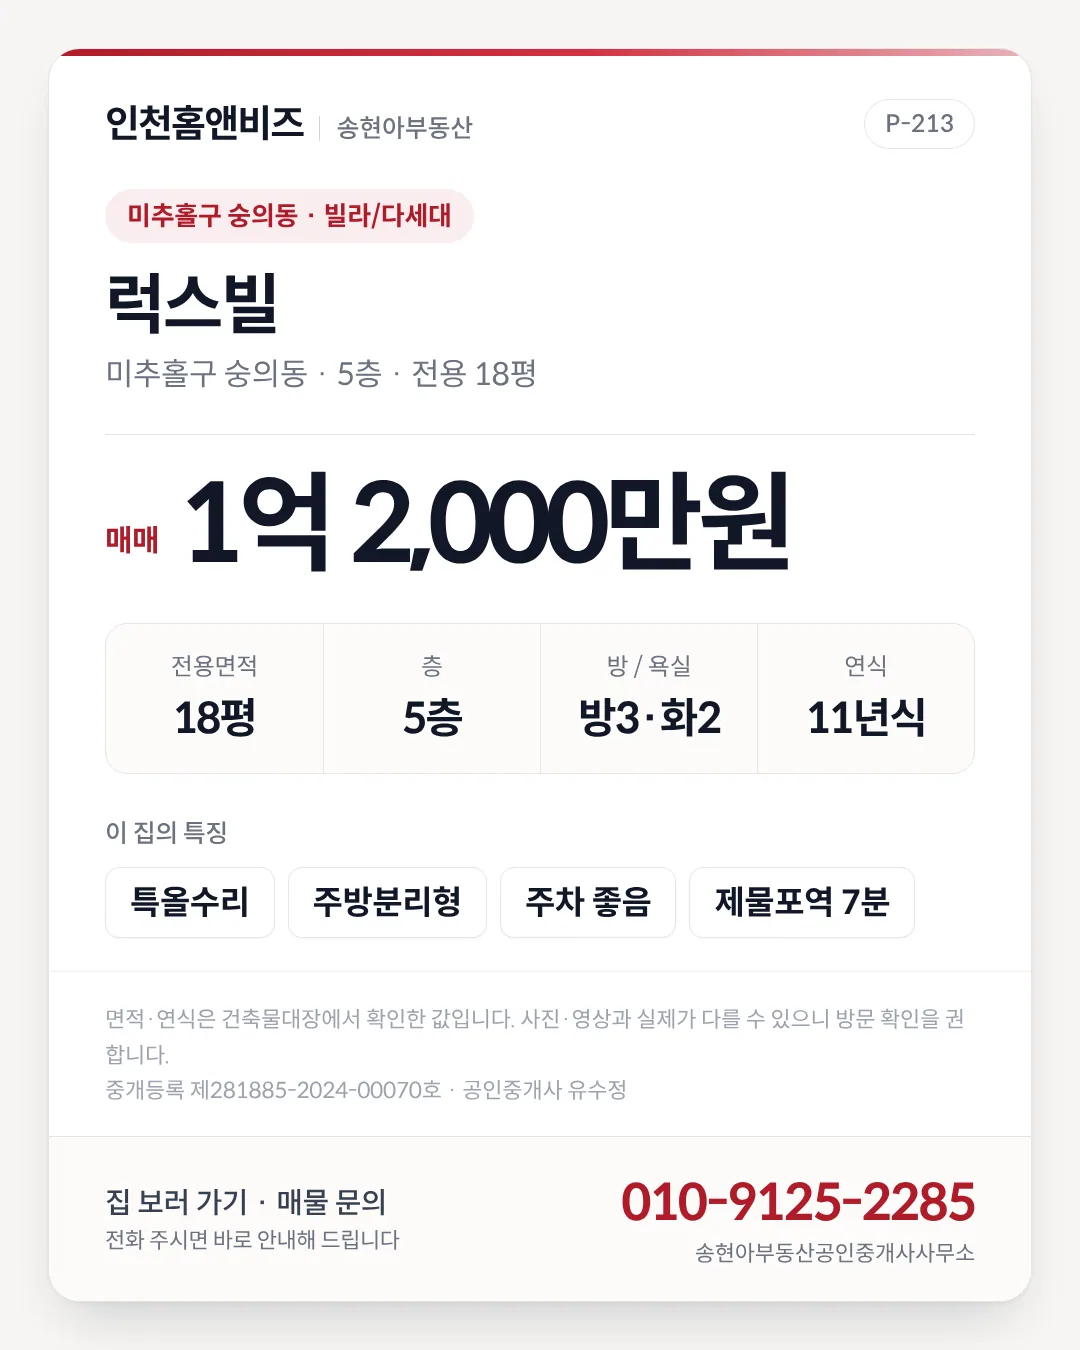 인천홈앤비즈 | 송현아부동산
P-213
미추홀구 숭의동 · 빌라/다세대
럭스빌
미추홀구 숭의동 · 5층 · 전용 18평
매매 1억 2,000만원
전용면적 층 방 / 욕실 연식
18평 5층 방3·화2 11년식
이 집의 특징
특올수리 주방분리형 주차 좋음 제물포역 7분
면적·연식은 건축물대장에서 확인한 값입니다. 사진·영상과 실제가 다를 수 있으니 방문 확인을 권
합니다.
중개등록 제281885-2024-00070호 · 공인중개사 유수정
집 보러 가기 · 매물 문의
전화 주시면 바로 안내해 드립니다
010-9125-2285
송현아부동산공인중개사사무소